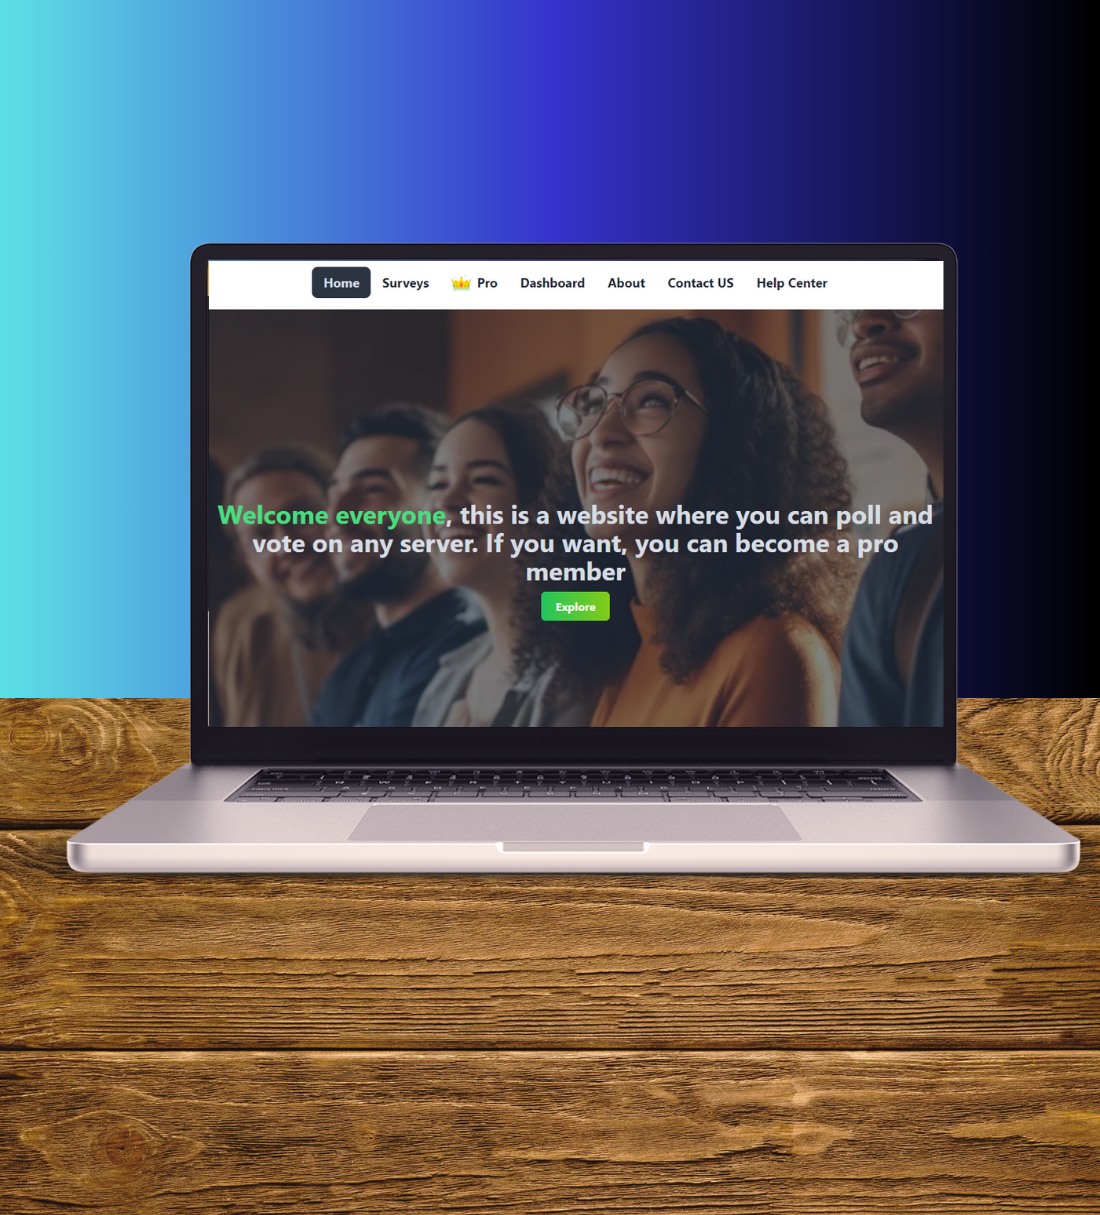 Home Surveys Pro Dashboard About Contact US Help Center
Welcome everyone, this is a website where you can poll and
vote on any server. If you want, you can become a pro
member
Explore